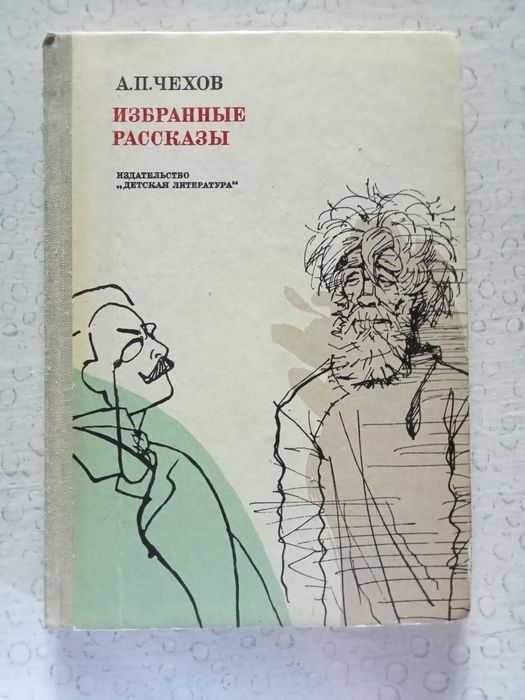 А.П.ЧЕХОВ
ИЗБРАННЫЕ
РАССКАЗЫ
ИЗДАТЕЛЬСТВО
„ДЕТСКАЯ ЛИТЕРАТУРА“